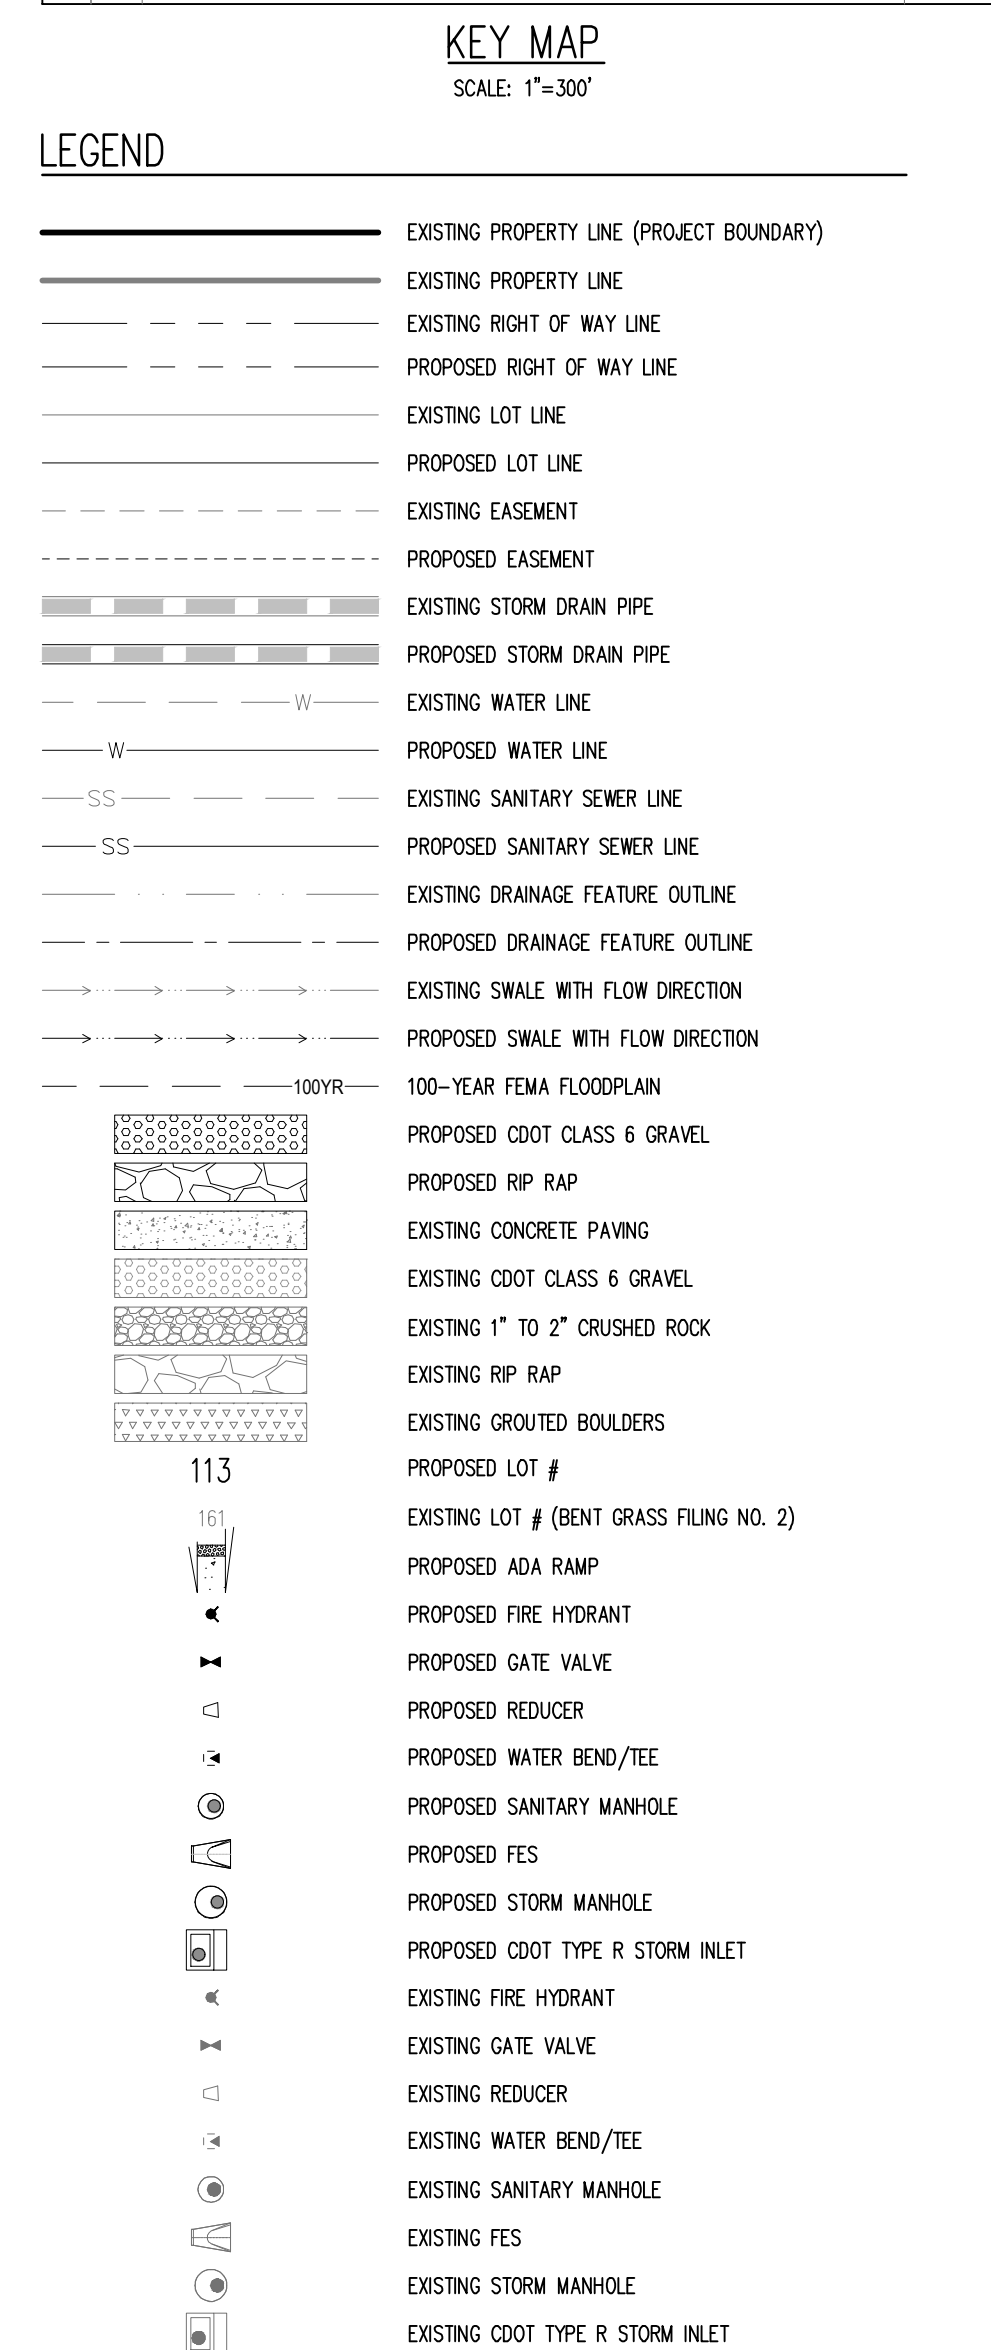 KEY MAP
SCALE: 1"=300'
LEGEND
EXISTING PROPERTY LINE (PROJECT BOUNDARY)
EXISTING PROPERTY LINE
EXISTING RIGHT OF WAY LINE
PROPOSED RIGHT OF WAY LINE
EXISTING LOT LINE
PROPOSED LOT LINE
EXISTING EASEMENT
PROPOSED EASEMENT
EXISTING STORM DRAIN PIPE
PROPOSED STORM DRAIN PIPE
W EXISTING WATER LINE
W PROPOSED WATER LINE
SS EXISTING SANITARY SEWER LINE
SS PROPOSED SANITARY SEWER LINE
EXISTING DRAINAGE FEATURE OUTLINE
PROPOSED DRAINAGE FEATURE OUTLINE
EXISTING SWALE WITH FLOW DIRECTION
PROPOSED SWALE WITH FLOW DIRECTION
100YR 100-YEAR FEMA FLOODPLAIN
PROPOSED CDOT CLASS 6 GRAVEL
PROPOSED RIP RAP
EXISTING CONCRETE PAVING
EXISTING CDOT CLASS 6 GRAVEL
EXISTING 1" TO 2" CRUSHED ROCK
EXISTING RIP RAP
EXISTING GROUTED BOULDERS
113 PROPOSED LOT #
161 EXISTING LOT # (BENT GRASS FILING NO. 2)
PROPOSED ADA RAMP
PROPOSED FIRE HYDRANT
PROPOSED GATE VALVE
PROPOSED REDUCER
PROPOSED WATER BEND/TEE
PROPOSED SANITARY MANHOLE
PROPOSED FES
PROPOSED STORM MANHOLE
PROPOSED CDOT TYPE R STORM INLET
EXISTING FIRE HYDRANT
EXISTING GATE VALVE
EXISTING REDUCER
EXISTING WATER BEND/TEE
EXISTING SANITARY MANHOLE
EXISTING FES
EXISTING STORM MANHOLE
EXISTING CDOT TYPE R STORM INLET